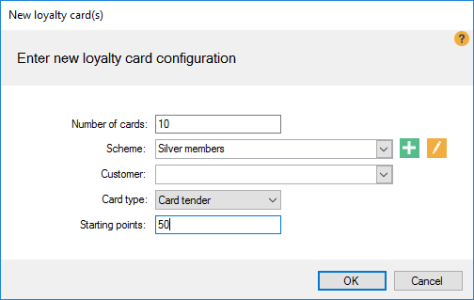 New loyalty card(s)
?
Enter new loyalty card configuration
Number of cards: 10
Scheme: Silver members
Customer:
Card type: Card tender
Starting points: 50
OK Cancel